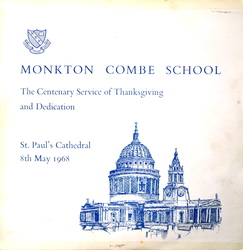 MONKTON COMBE SCHOOL
The Centenary Service of Thanksgiving
and Dedication
St. Paul's Cathedral
8th May 1968